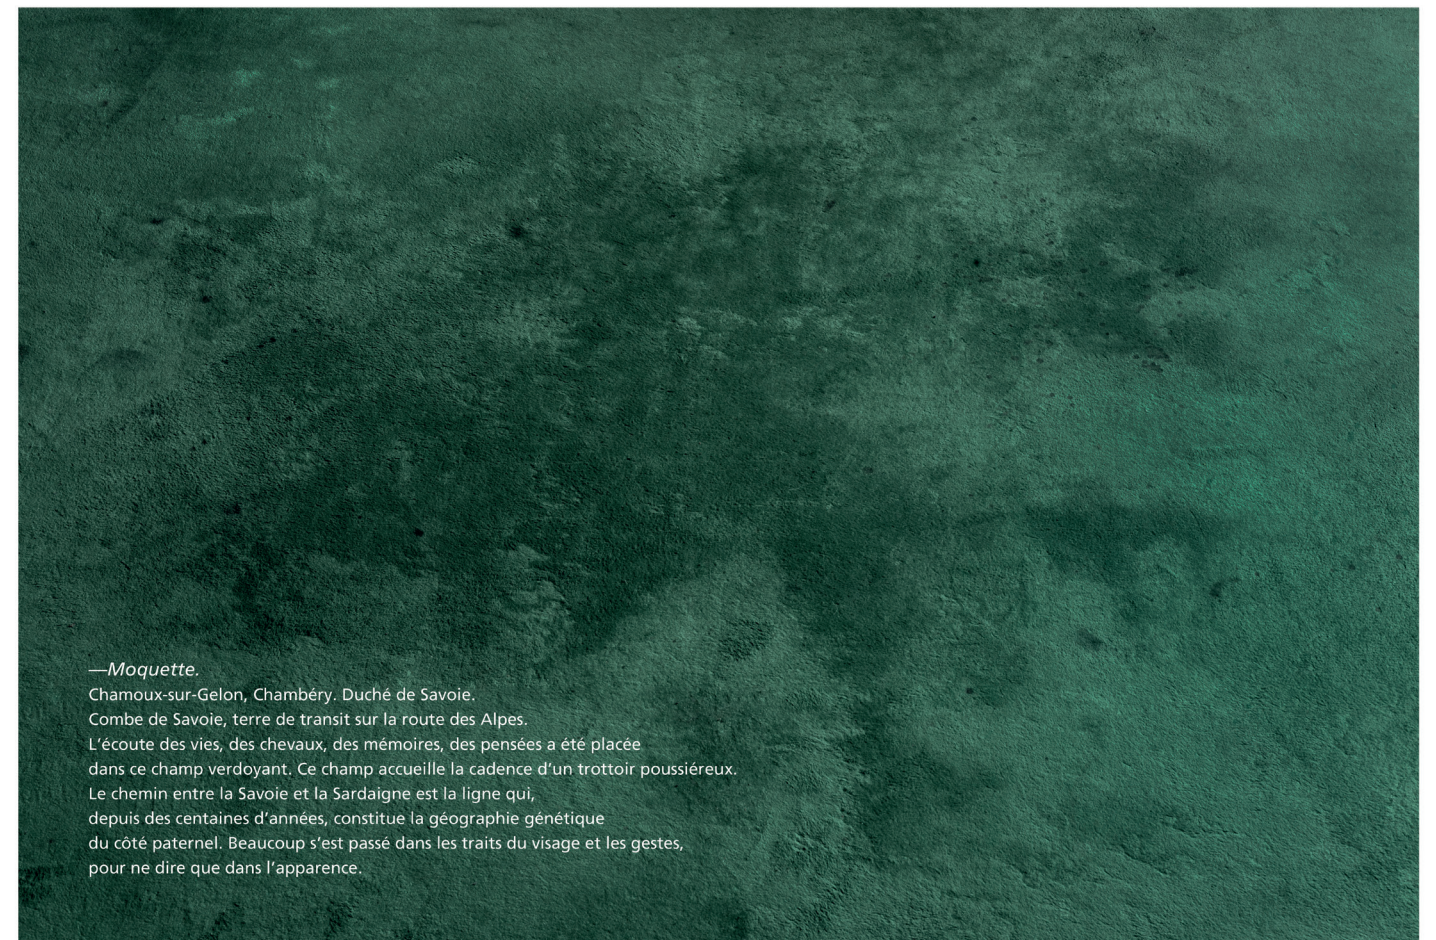 —Moquette.
Chamoux-sur-Gelon, Chambéry. Duché de Savoie.
Combe de Savoie, terre de transit sur la route des Alpes.
L’écoute des vies, des chevaux, des mémoires, des pensées a été placée
dans ce champ verdoyant. Ce champ accueille la cadence d’un trottoir poussiéreux.
Le chemin entre la Savoie et la Sardaigne est la ligne qui,
depuis des centaines d’années, constitue la géographie génétique
du côté paternel. Beaucoup s’est passé dans les traits du visage et les gestes,
pour ne dire que dans l’apparence.